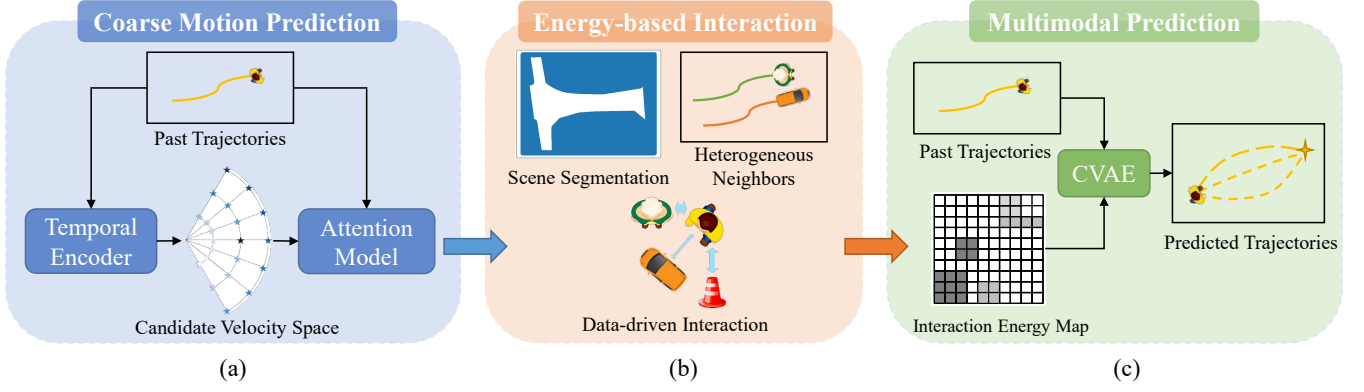 Coarse Motion Prediction
Past Trajectories
Temporal
Encoder
Attention
Model
Candidate Velocity Space
(a)
Energy-based Interaction
Scene Segmentation
Heterogeneous
Neighbors
Data-driven Interaction
(b)
Multimodal Prediction
Past Trajectories
CVAE
Predicted Trajectories
Interaction Energy Map
(c)